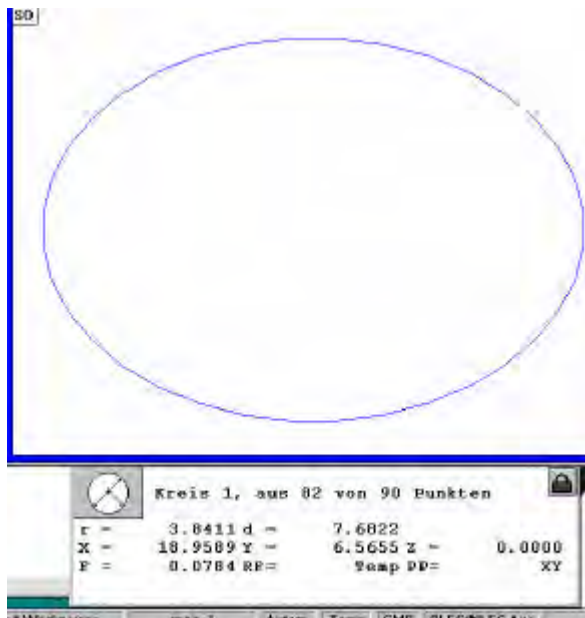 SO
Kreis 1, aus 82 von 90 Punkten
r = 3.8411 d = 7.6822
X = 18.9589 Y = 6.5655 Z = 0.0000
F = 0.0784 RF= Temp PP= XY